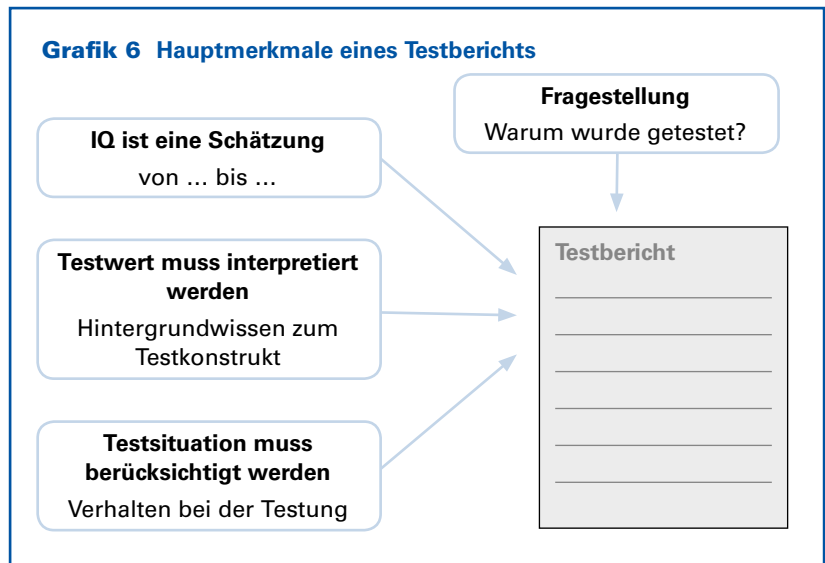 Grafik 6 Hauptmerkmale eines Testberichts
Fragestellung
Warum wurde getestet?
IQ ist eine Schätzung
von ... bis ...
Testwert muss interpretiert
werden
Hintergrundwissen zum
Testkonstrukt
Testsituation muss
berücksichtigt werden
Verhalten bei der Testung
Testbericht